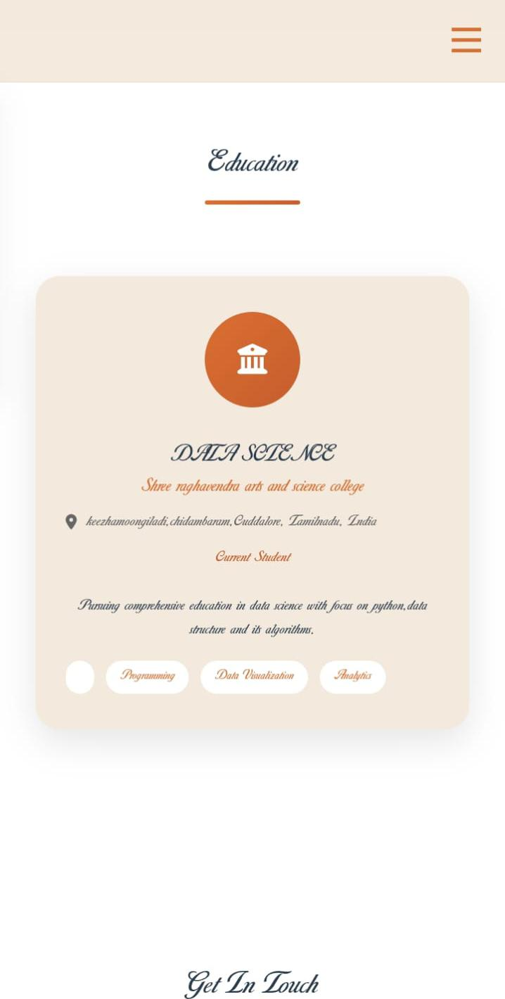 Education
DATA SCIENCE
Shree raghavendra arts and science college
keezhamoongiladi,chidambaram,Cuddalore, Tamilnadu, India
Current Student
Pursuing comprehensive education in data science with focus on python,data
structure and its algorithms.
Programming Data Visualization Analytics
Get In Touch